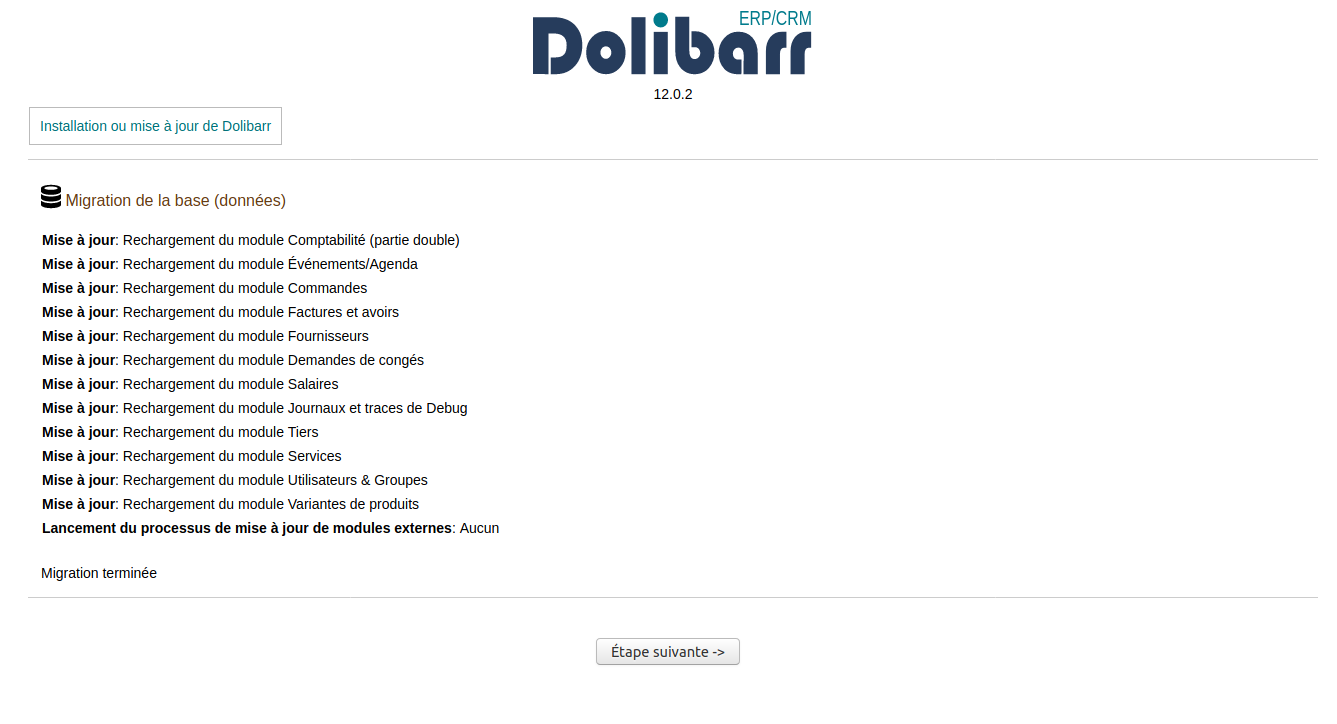 Dolibarr ERP/CRM
12.0.2
Installation ou mise à jour de Dolibarr
Migration de la base (données)
Mise à jour: Rechargement du module Comptabilité (partie double)
Mise à jour: Rechargement du module Événements/Agenda
Mise à jour: Rechargement du module Commandes
Mise à jour: Rechargement du module Factures et avoirs
Mise à jour: Rechargement du module Fournisseurs
Mise à jour: Rechargement du module Demandes de congés
Mise à jour: Rechargement du module Salaires
Mise à jour: Rechargement du module Journaux et traces de Debug
Mise à jour: Rechargement du module Tiers
Mise à jour: Rechargement du module Services
Mise à jour: Rechargement du module Utilisateurs & Groupes
Mise à jour: Rechargement du module Variantes de produits
Lancement du processus de mise à jour de modules externes: Aucun
Migration terminée
Étape suivante ->